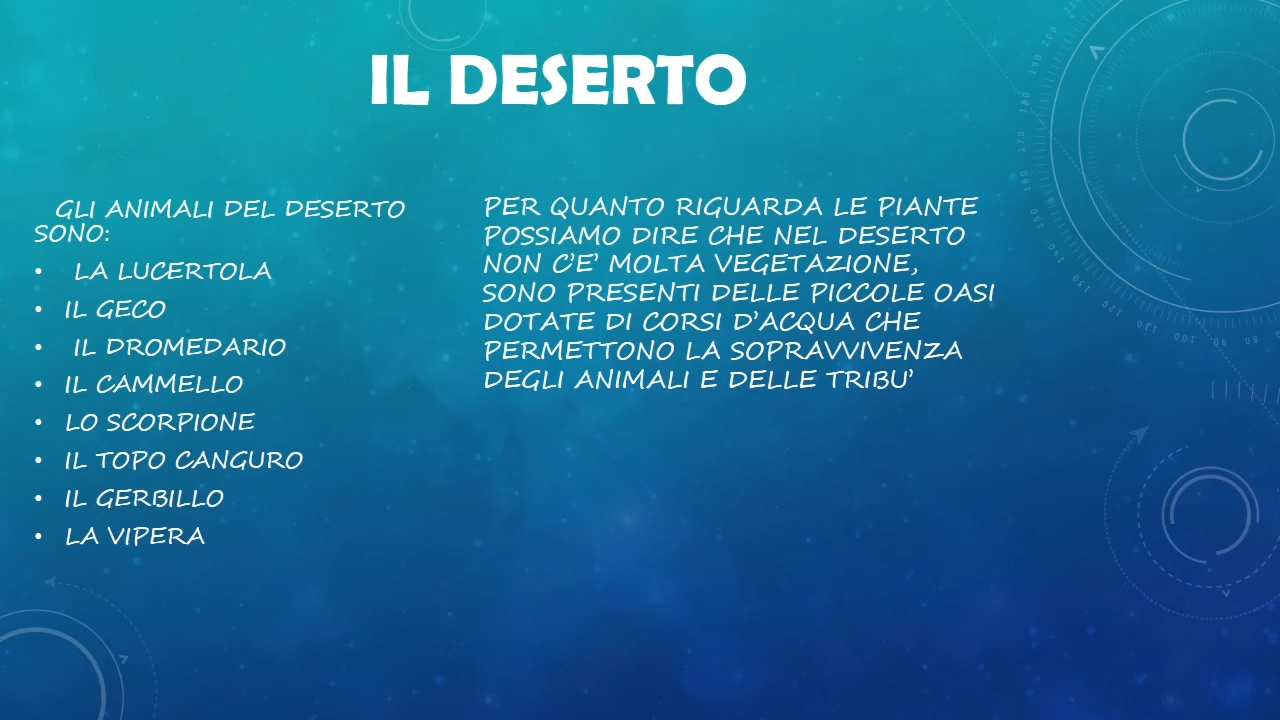 IL DESERTO
GLI ANIMALI DEL DESERTO
SONO:
• LA LUCERTOLA
• IL GECO
• IL DROMEDARIO
• IL CAMMELLO
• LO SCORPIONE
• IL TOPO CANGURO
• IL GERBILLO
• LA VIPERA
PER QUANTO RIGUARDA LE PIANTE
POSSIAMO DIRE CHE NEL DESERTO
NON C'E' MOLTA VEGETAZIONE,
SONO PRESENTI DELLE PICCOLE OASI
DOTATE DI CORSI D'ACQUA CHE
PERMETTONO LA SOPRAVVIVENZA
DEGLI ANIMALI E DELLE TRIBU'